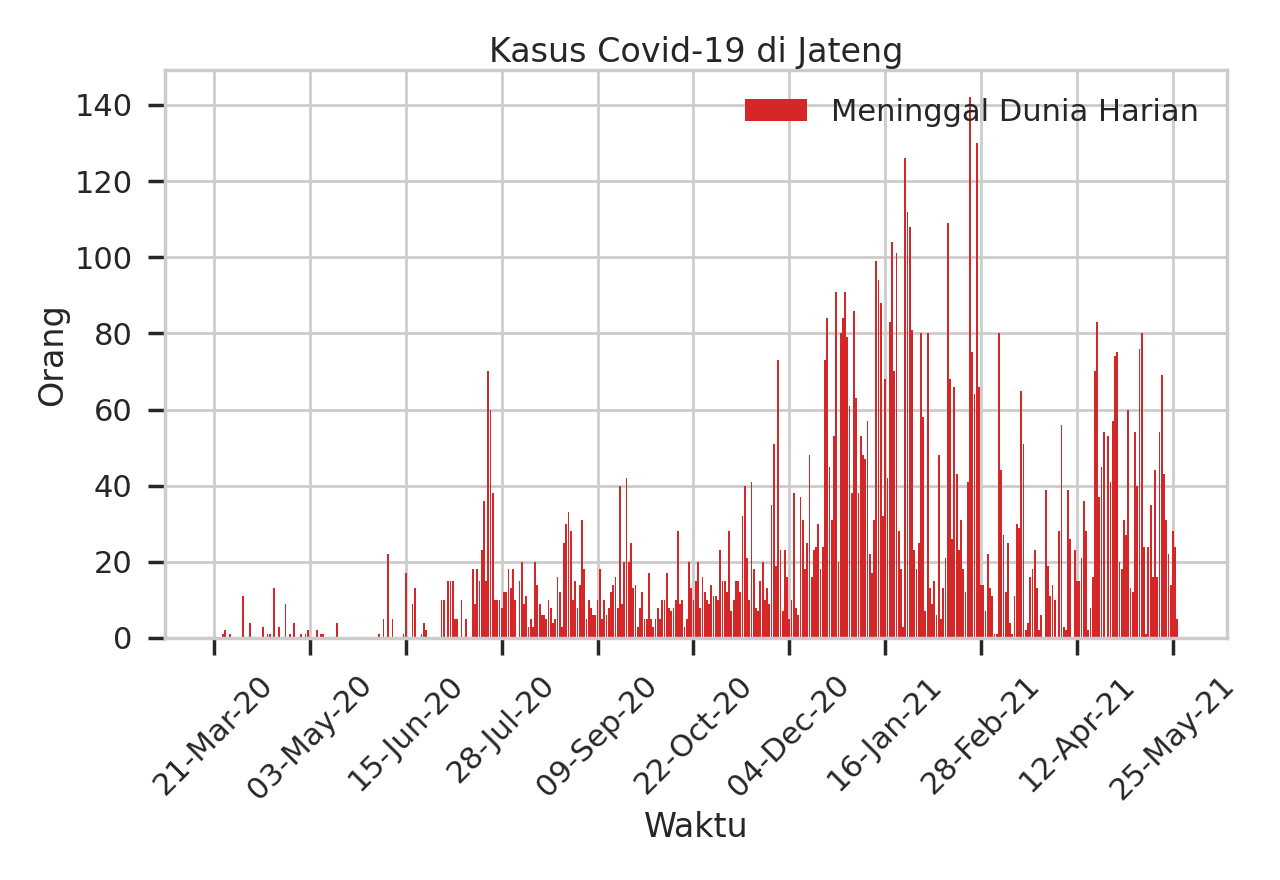 Kasus Covid-19 di Jateng
Meninggal Dunia Harian
140
120
100
80
60
40
20
0
Orang
21-Mar-20
03-May-20
15-Jun-20
28-Jul-20
09-Sep-20
22-Oct-20
04-Dec-20
16-Jan-21
28-Feb-21
12-Apr-21
25-May-21
Waktu